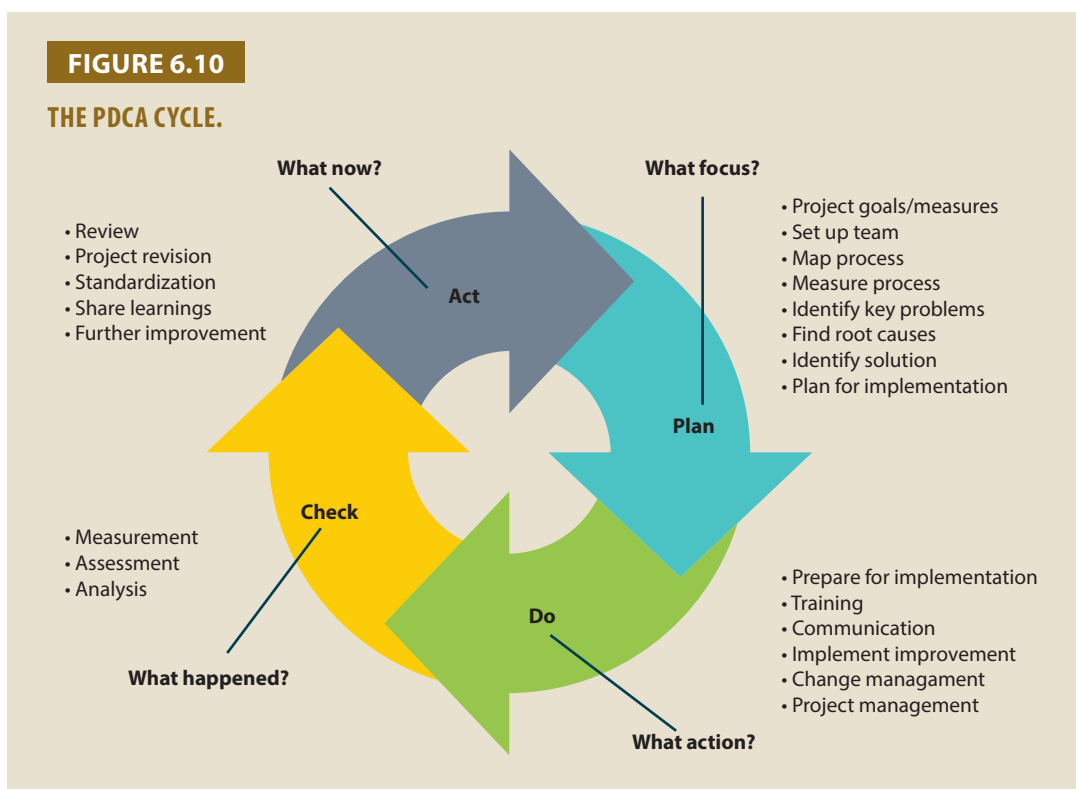 FIGURE 6.10
THE PDCA CYCLE.
What now?
• Review
• Project revision
• Standardization
• Share learnings
• Further improvement
Act
What focus?
• Project goals/measures
• Set up team
• Map process
• Measure process
• Identify key problems
• Find root causes
• Identify solution
• Plan for implementation
Plan
Check
• Measurement
• Assessment
• Analysis
What happened?
Do
• Prepare for implementation
• Training
• Communication
• Implement improvement
• Change managament
• Project management
What action?